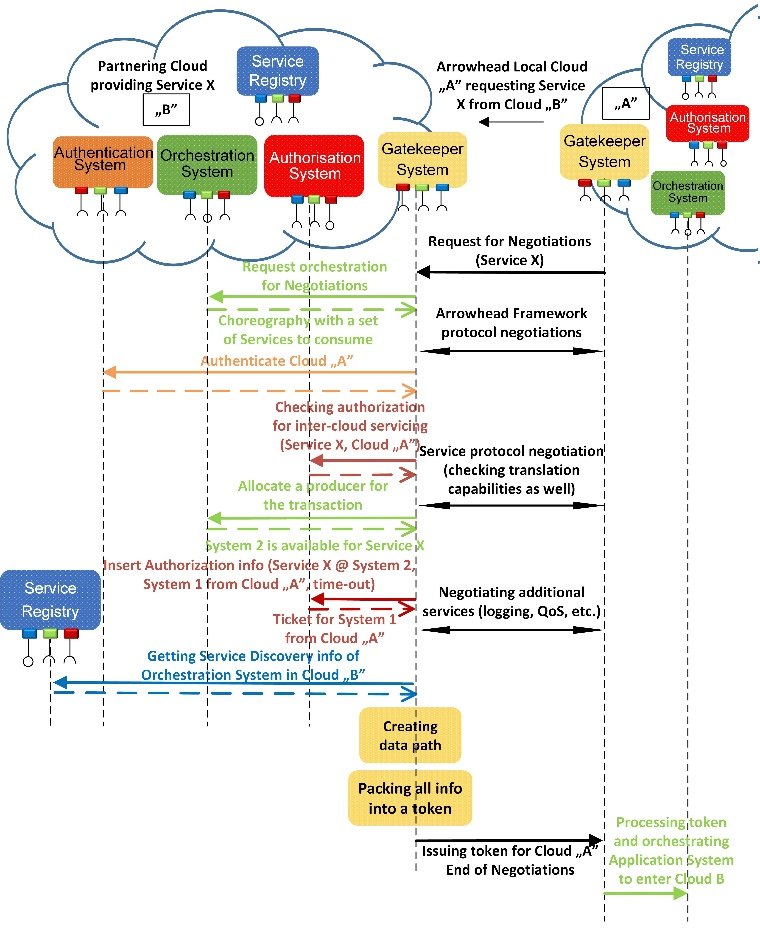 Partnering Cloud
providing Service X
„B”
Service
Registry
Arrowhead Local Cloud
„A” requesting Service
X from Cloud „B”
„A”
Service
Registry
Authorisation
System
Gatekeeper
System
Orchestration
System
Authentication
System
Orchestration
System
Authorisation
System
Gatekeeper
System
Request for Negotiations
(Service X)
Request orchestration
for Negotiations
Choreography with a set
of Services to consume
Arrowhead Framework
protocol negotiations
Authenticate Cloud „A”
Checking authorization
for inter-cloud servicing
(Service X, Cloud „A”)
Service protocol negotiation
(checking translation
capabilities as well)
Allocate a producer for
the transaction
System 2 is available for Service X
Insert Authorization info (Service X @ System 2,
System 1 from Cloud „A”, time-out)
Service
Registry
Negotiating additional
services (logging, QoS, etc.)
Ticket for System 1
from Cloud „A”
Getting Service Discovery info of
Orchestration System in Cloud „B”
Creating
data path
Packing all info
into a token
Issuing token for Cloud „A”
End of Negotiations
Processing token
and orchestrating
Application System
to enter Cloud B